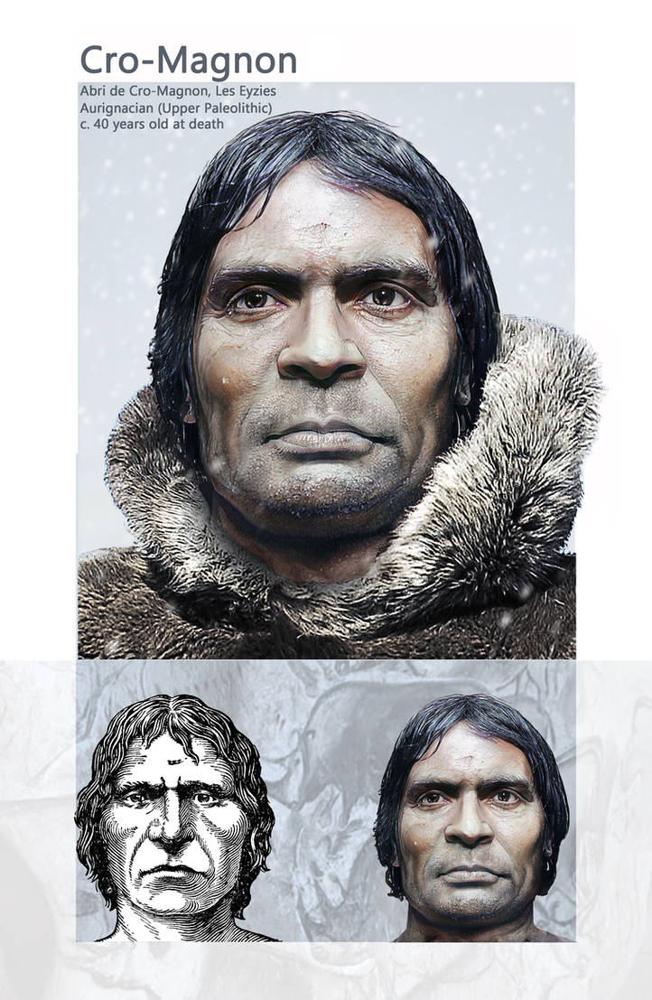 Cro-Magnon
Abri de Cro-Magnon, Les Eyzies
Aurignacian (Upper Paleolithic)
c. 40 years old at death